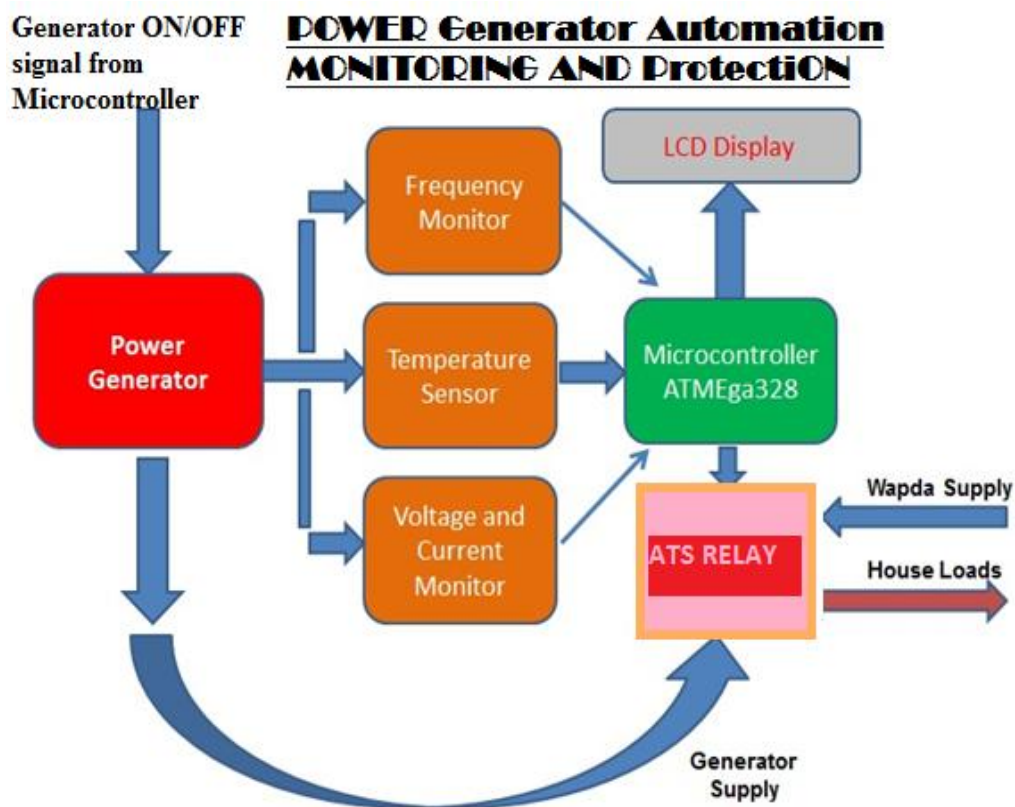 Generator ON/OFF
signal from
Microcontroller
POWER Generator Automation
MONITORING AND ProtectiON
LCD Display
Frequency
Monitor
Power
Generator
Temperature
Sensor
Microcontroller
ATMEga328
Voltage and
Current
Monitor
ATS RELAY
Wapda Supply
House Loads
Generator
Supply